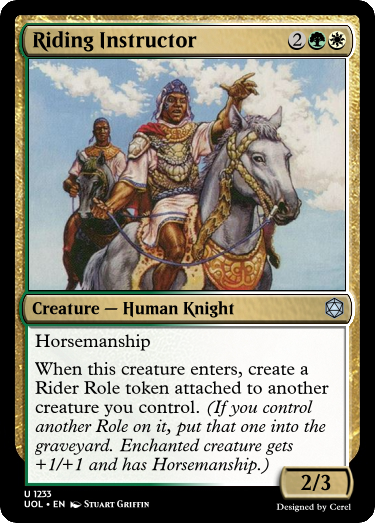 Riding Instructor 2
Creature — Human Knight
Horsemanship
When this creature enters, create a
Rider Role token attached to another
creature you control. (If you control
another Role on it, put that one into the
graveyard. Enchanted creature gets
+1/+1 and has Horsemanship.)
2/3
U 1233
UOL • EN Stuart Griffin
Designed by Cerel